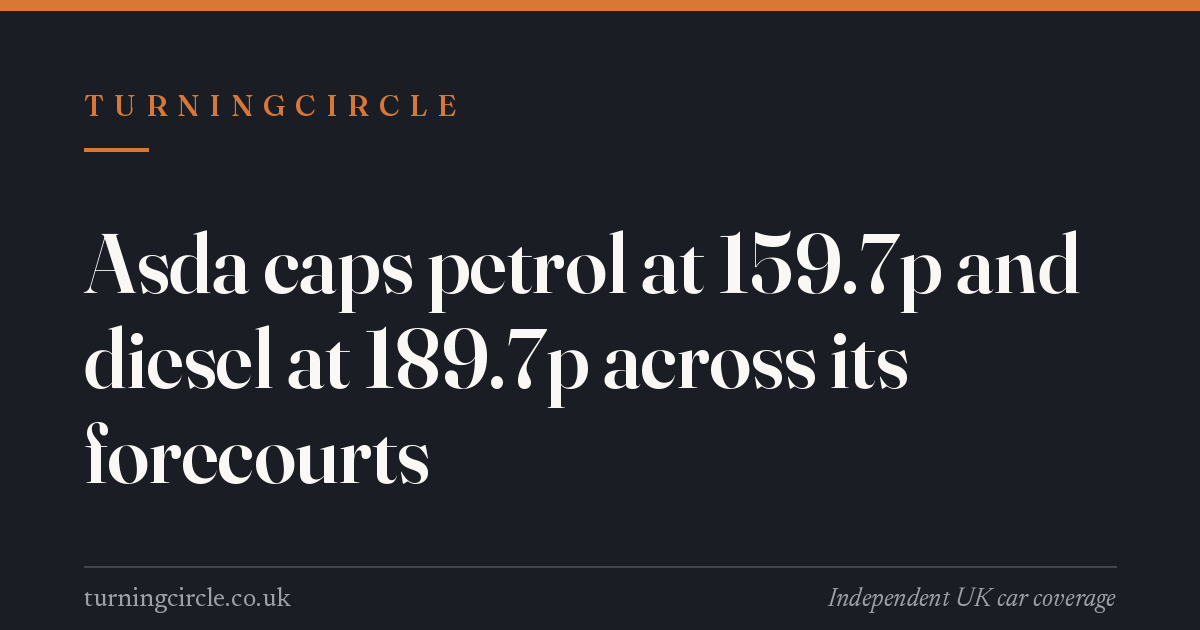 TURNINGCIRCLE
Asda caps petrol at 159.7p and
diesel at 189.7p across its
forecourts
turningcircle.co.uk
Independent UK car coverage